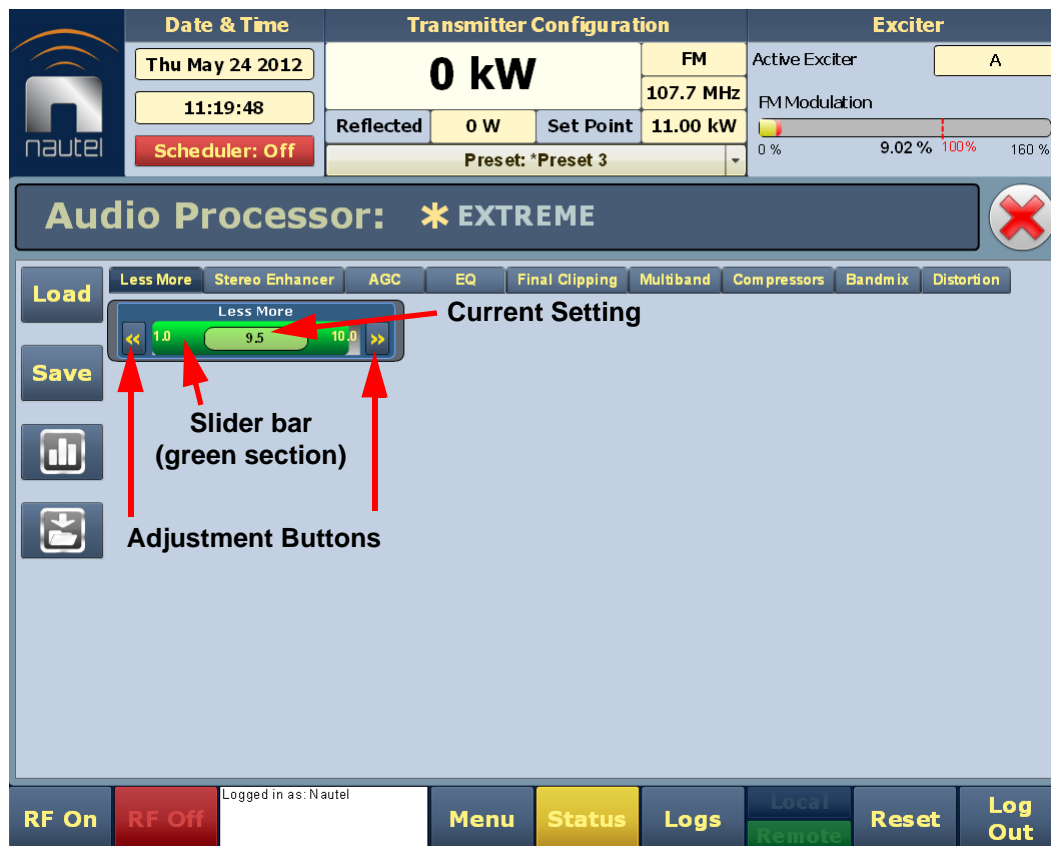 Date & Time
Transmitter Configuration
Exciter
nautel
Thu May 24 2012
11:19:48
Scheduler: Off
0 kW
FM
107.7 MHz
Reflected
0 W
Set Point
11.00 kW
Preset: *Preset 3
Active Exciter
A
FM Modulation
0 %
9.02 %
100%
160 %
Audio Processor: * EXTREME
Load
Save
Less More
Stereo Enhancer
AGC
EQ
Final Clipping
Multiband
Compressors
Bandmix
Distortion
Less More
<< 1.0 9.5 10.0 >>
Current Setting
Slider bar
(green section)
Adjustment Buttons
RF On
RF Off
Logged in as: Nautel
Menu
Status
Logs
Local
Remote
Reset
Log
Out